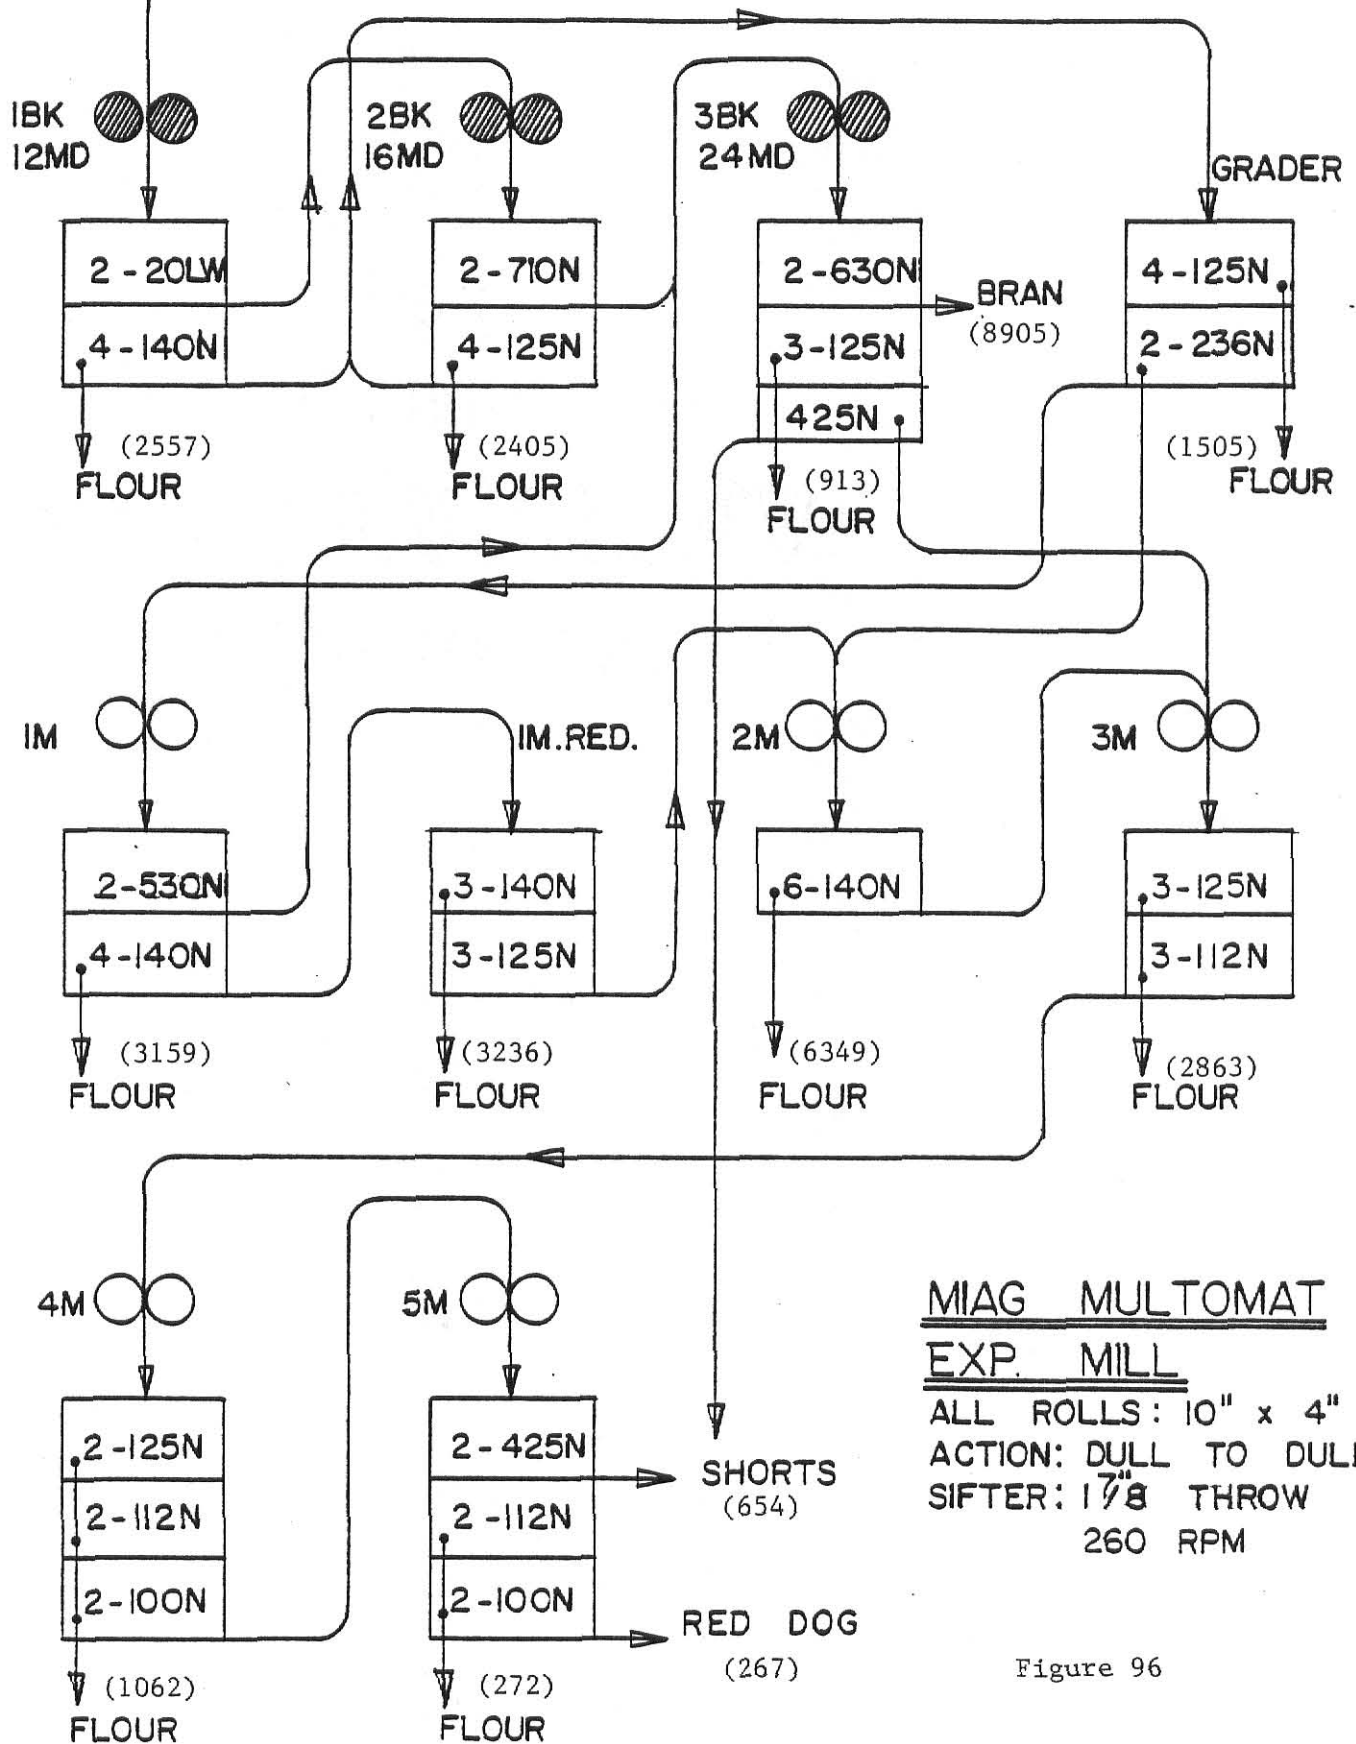 1BK
12MD
2BK
16MD
3BK
24MD
GRADER
2-20LW
4-140N
2-710N
4-125N
2-630N
3-125N
425N
BRAN
(8905)
4-125N
2-236N
(2557)
FLOUR
(2405)
FLOUR
(913)
FLOUR
(1505)
FLOUR
1M
1M.RED.
2M
3M
2-530N
4-140N
3-140N
3-125N
6-140N
3-125N
3-112N
(3159)
FLOUR
(3236)
FLOUR
(6349)
FLOUR
(2863)
FLOUR
4M
5M
2-125N
2-112N
2-100N
2-425N
2-112N
2-100N
SHORTS
(654)
RED DOG
(267)
(1062)
FLOUR
(272)
FLOUR
MIAG MULTOMAT
EXP. MILL
ALL ROLLS: 10" x 4"
ACTION: DULL TO DULL
SIFTER: 1 7/8" THROW
260 RPM
Figure 96